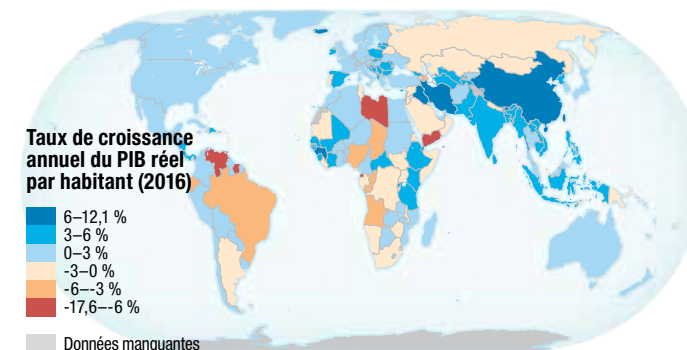 Taux de croissance
annuel du PIB réel
par habitant (2016)
6–12,1 %
3–6 %
0–3 %
-3–0 %
-6–-3 %
-17,6–-6 %
Données manquantes